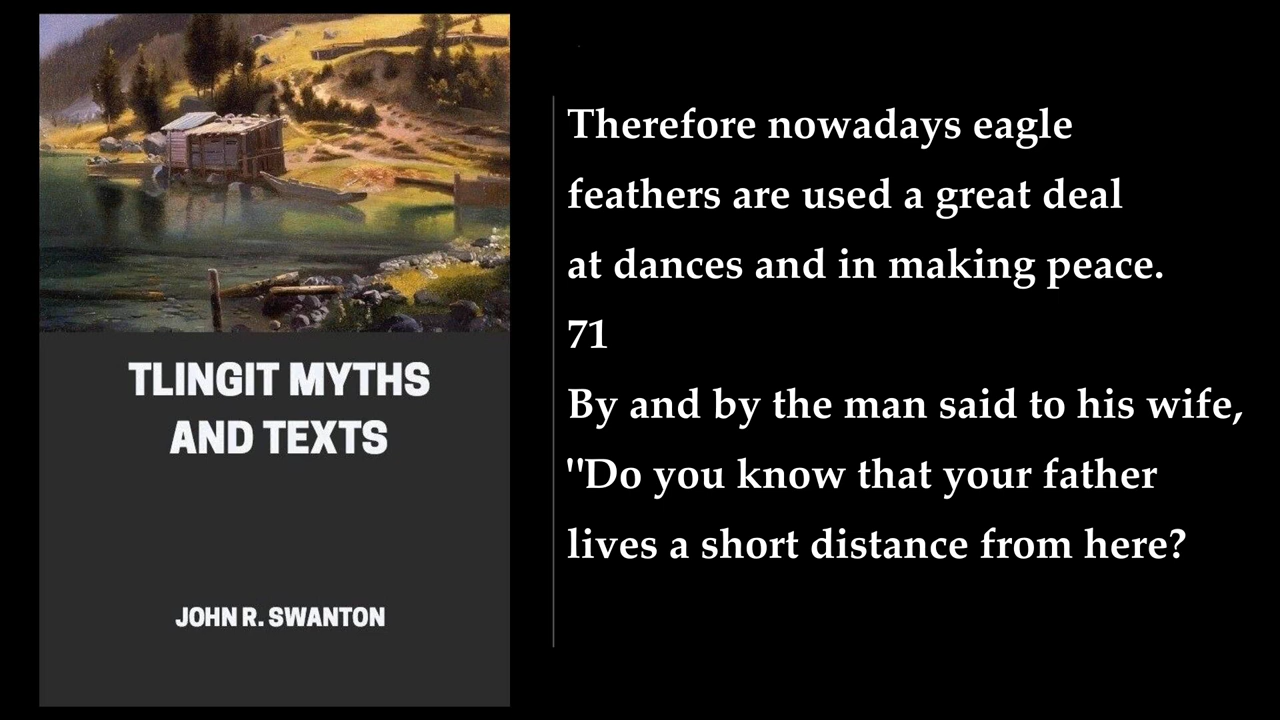 TLINGIT MYTHS
AND TEXTS
JOHN R. SWANTON
Therefore nowadays eagle
feathers are used a great deal
at dances and in making peace.
71
By and by the man said to his wife,
"Do you know that your father
lives a short distance from here?